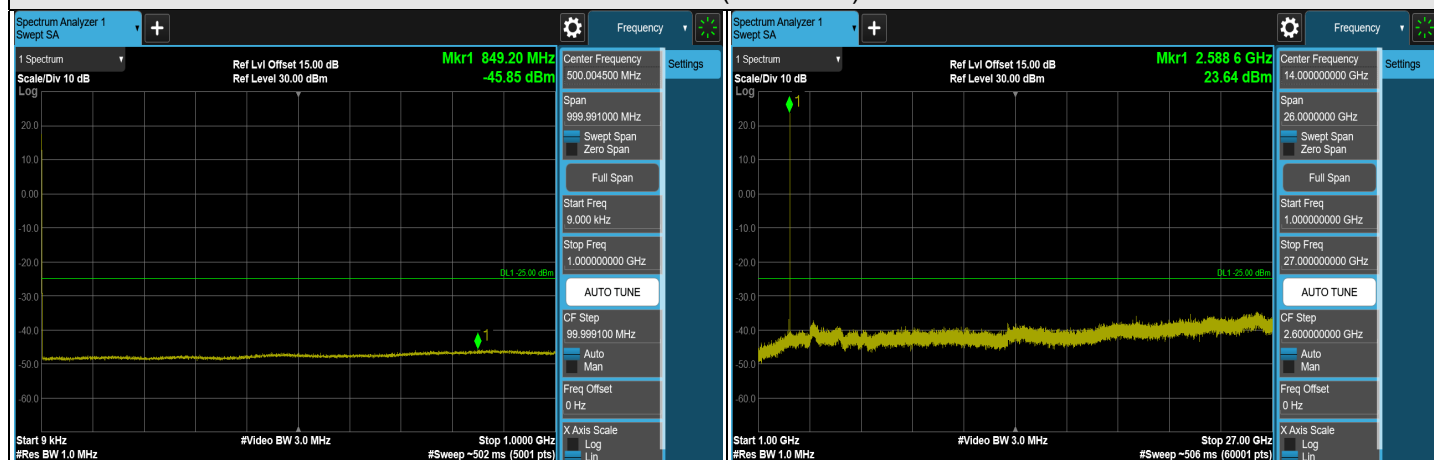 Spectrum Analyzer 1
Swept SA
+
Frequency
1 Spectrum
Scale/Div 10 dB
Log
Ref Lvl Offset 15.00 dB
Ref Level 30.00 dBm
Mkr1 849.20 MHz
-45.85 dBm
20.0
10.0
0.00
-10.0
-20.0
-30.0
-40.0
-50.0
-60.0
DL1 -25.00 dBm
1
Start 9 kHz
#Res BW 1.0 MHz
#Video BW 3.0 MHz
Stop 1.0000 GHz
#Sweep ~502 ms (5001 pts)
Center Frequency
500.004500 MHz
Settings
Span
999.991000 MHz
Swept Span
Zero Span
Full Span
Start Freq
9.000 kHz
Stop Freq
1.000000000 GHz
AUTO TUNE
CF Step
99.999100 MHz
Auto
Man
Freq Offset
0 Hz
X Axis Scale
Log
Lin
Spectrum Analyzer 1
Swept SA
+
Frequency
1 Spectrum
Scale/Div 10 dB
Log
Ref Lvl Offset 15.00 dB
Ref Level 30.00 dBm
Mkr1 2.588 6 GHz
23.64 dBm
1
20.0
10.0
0.00
-10.0
-20.0
-30.0
-40.0
-50.0
-60.0
DL1 -25.00 dBm
Start 1.00 GHz
#Res BW 1.0 MHz
#Video BW 3.0 MHz
Stop 27.00 GHz
#Sweep ~506 ms (60001 pts)
Center Frequency
14.000000000 GHz
Settings
Span
26.0000000 GHz
Swept Span
Zero Span
Full Span
Start Freq
1.000000000 GHz
Stop Freq
27.000000000 GHz
AUTO TUNE
CF Step
2.600000000 GHz
Auto
Man
Freq Offset
0 Hz
X Axis Scale
Log
Lin